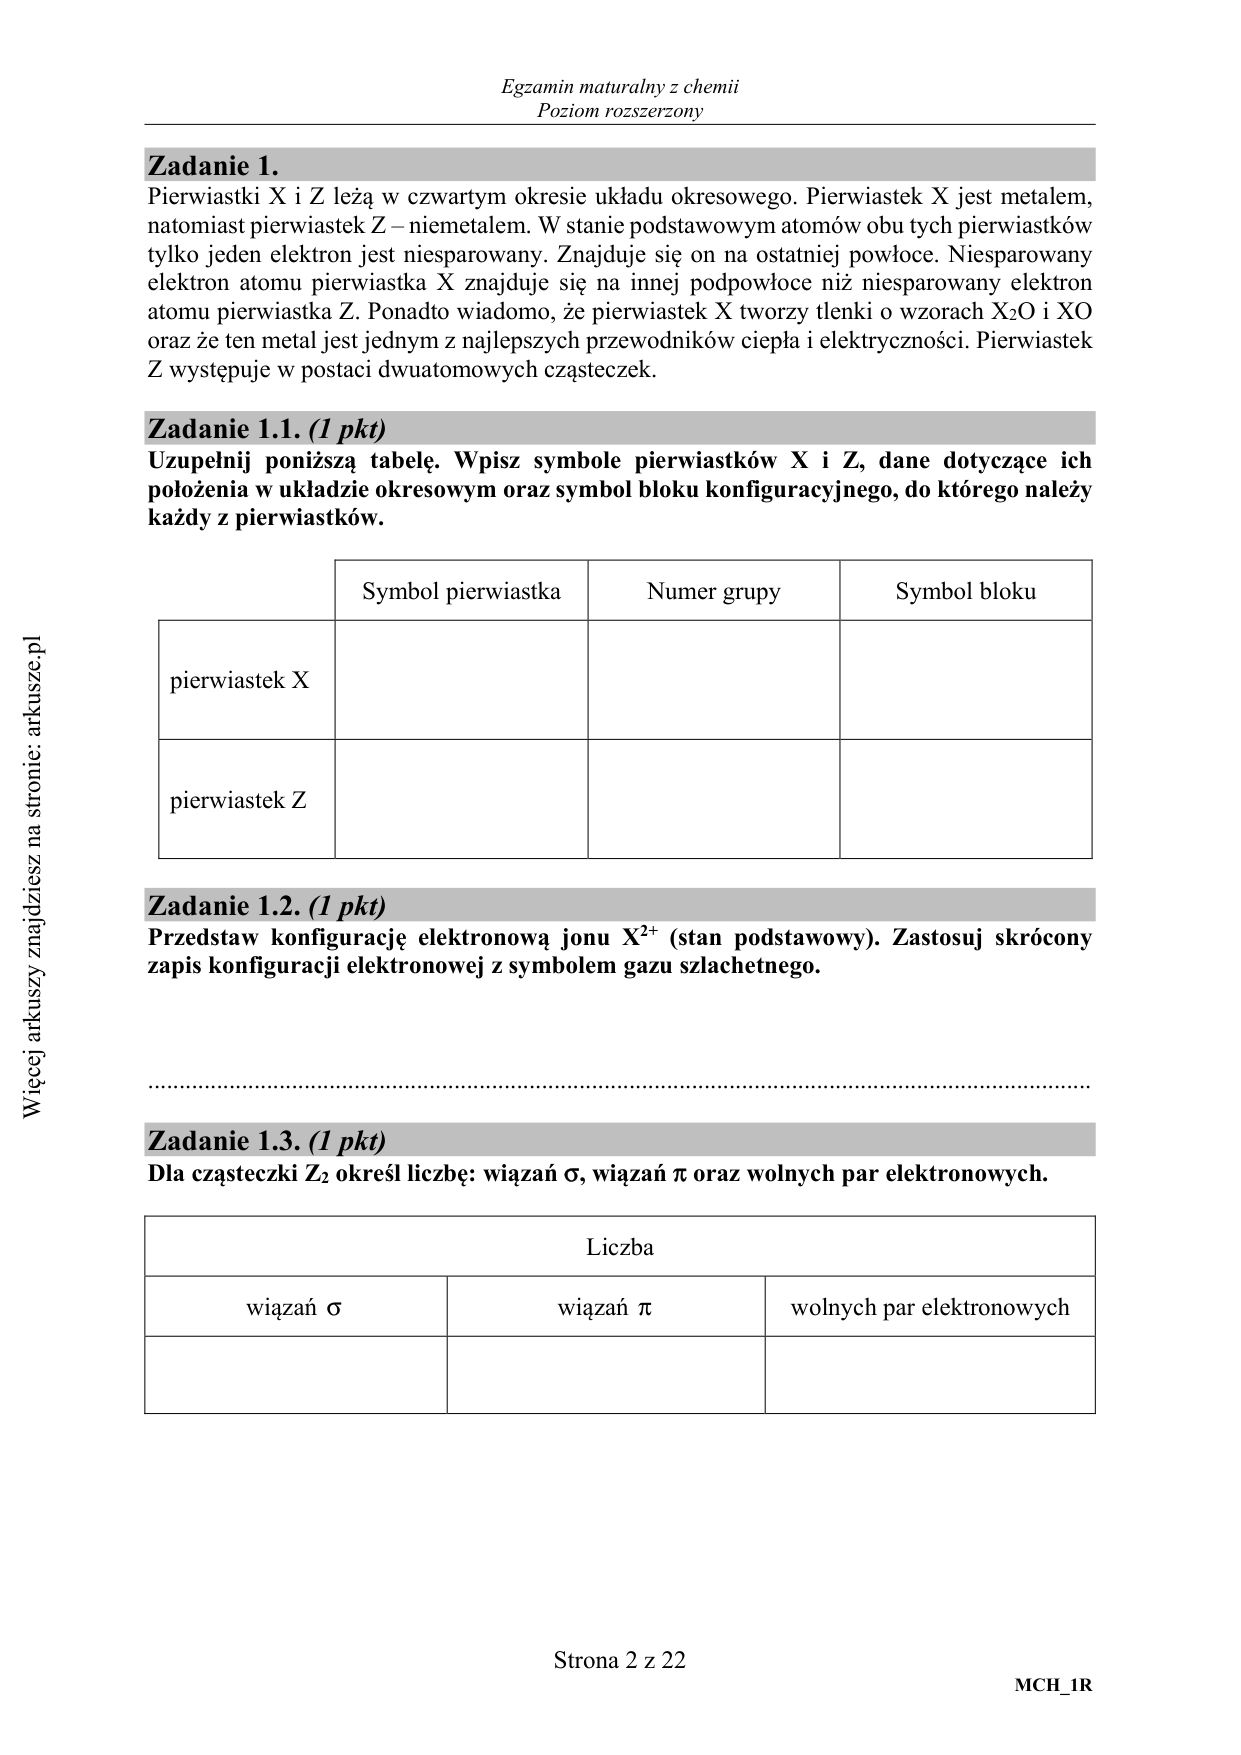 Egzamin maturalny z chemii
Poziom rozszerzony
Zadanie 1.
Pierwiastki X i Z leżą w czwartym okresie układu okresowego. Pierwiastek X jest metalem,
natomiast pierwiastek Z – niemetalem. W stanie podstawowym atomów obu tych pierwiastków
tylko jeden elektron jest niesparowany. Znajduje się on na ostatniej powłoce. Niesparowany
elektron atomu pierwiastka X znajduje się na innej podpowłoce niż niesparowany elektron
atomu pierwiastka Z. Ponadto wiadomo, że pierwiastek X tworzy tlenki o wzorach X₂O i XO
oraz że ten metal jest jednym z najlepszych przewodników ciepła i elektryczności. Pierwiastek
Z występuje w postaci dwuatomowych cząsteczek.
Zadanie 1.1. (1 pkt)
Uzupełnij poniższą tabelę. Wpisz symbole pierwiastków X i Z, dane dotyczące ich
położenia w układzie okresowym oraz symbol bloku konfiguracyjnego, do którego należy
każdy z pierwiastków.
Symbol pierwiastka Numer grupy Symbol bloku
pierwiastek X
pierwiastek Z
Zadanie 1.2. (1 pkt)
Przedstaw konfigurację elektronową jonu X²⁺ (stan podstawowy). Zastosuj skrócony
zapis konfiguracji elektronowej z symbolem gazu szlachetnego.
Zadanie 1.3. (1 pkt)
Dla cząsteczki Z₂ określ liczbę: wiązań σ, wiązań π oraz wolnych par elektronowych.
Liczba
wiązań σ wiązań π wolnych par elektronowych
Strona 2 z 22
MCH_1R
Więcej arkuszy znajdziesz na stronie: arkusze.pl